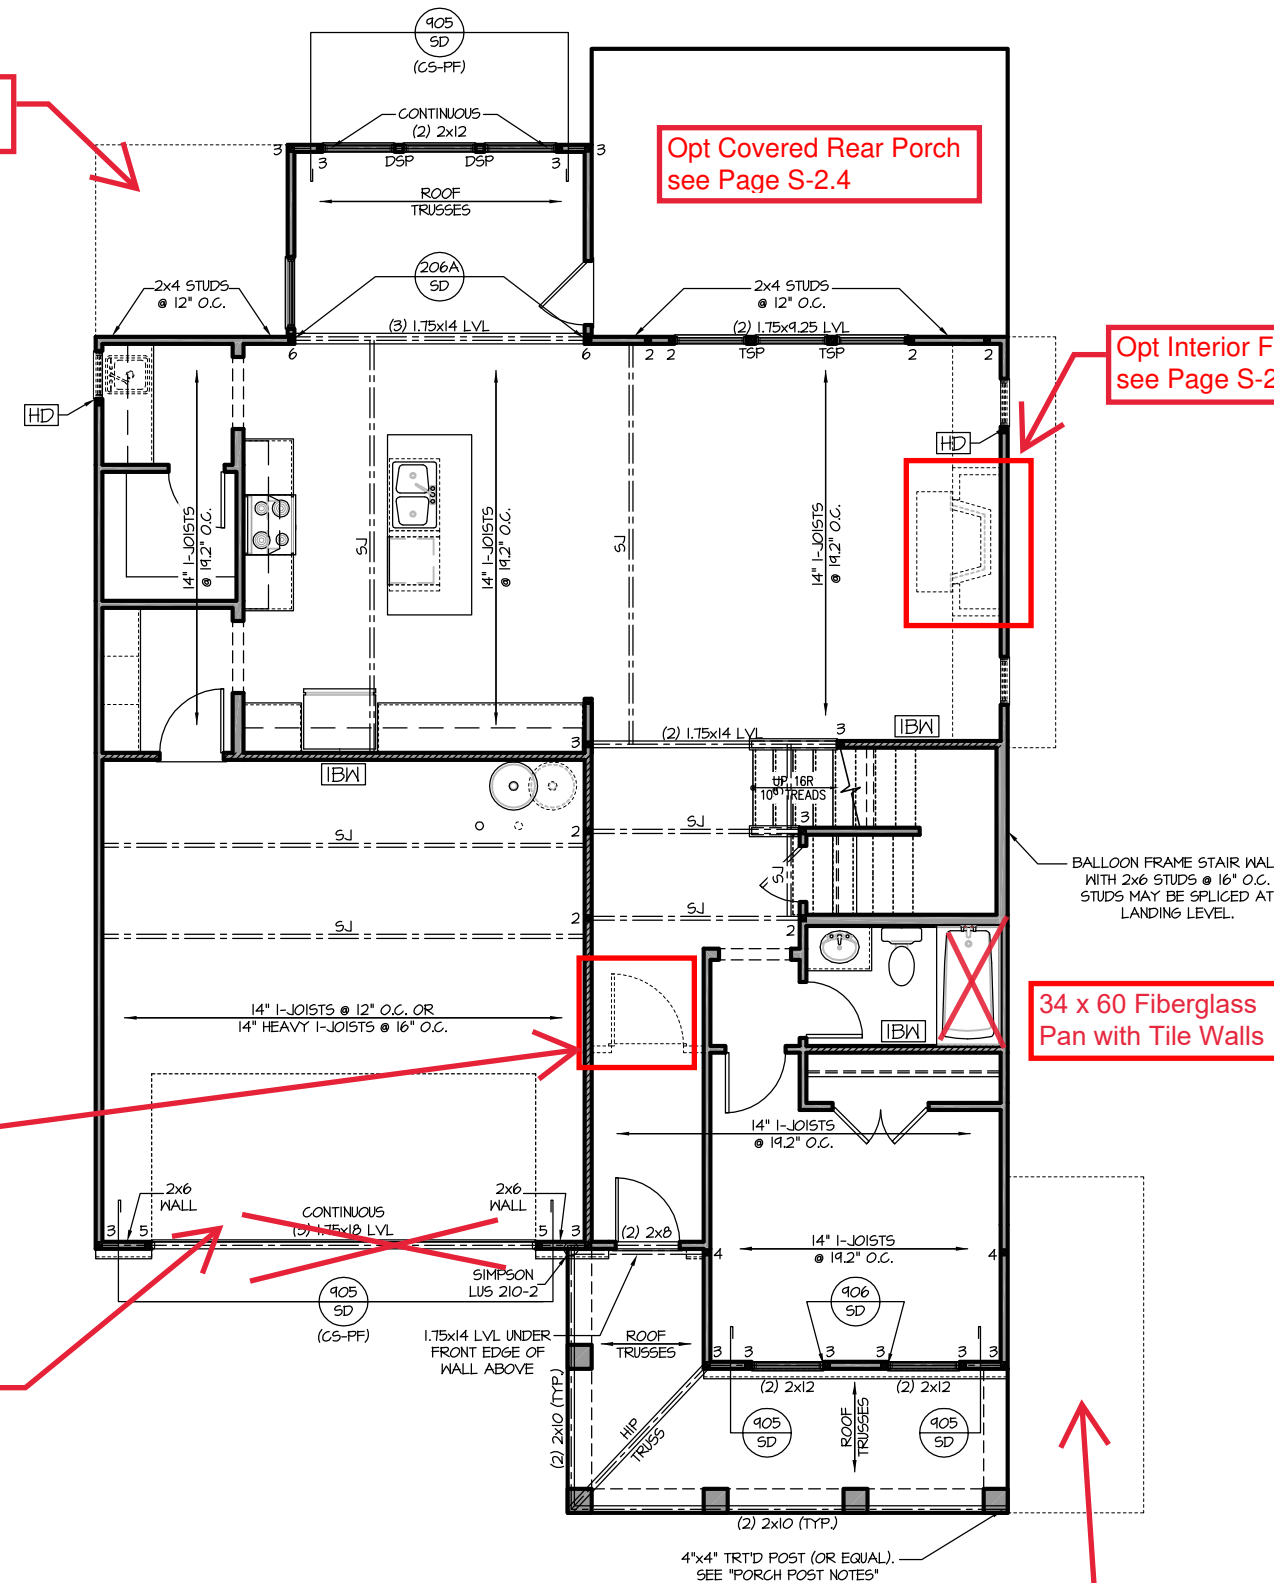 905
SD
(CS-PF)
CONTINUOUS
(2) 2x12
3
3
DSP
DSP
3
3
ROOF
TRUSSES
Opt Covered Rear Porch
see Page S-2.4
206A
SD
2x4 STUDS
@ 12" O.C.
2x4 STUDS
@ 12" O.C.
(3) 1.75x14 LVL
(2) 1.75x9.25 LVL
6
6
2
2
TSP
TSP
2
2
Opt Interior F
see Page S-2
HD
HD
14" I-JOISTS
@ 19.2" O.C.
SJ
14" I-JOISTS
@ 19.2" O.C.
SJ
14" I-JOISTS
@ 19.2" O.C.
(2) 1.75x14 LVL
3
IBW
3
IBW
UP 16R
10" TREADS
SJ
2
SJ
3
SJ
BALLOON FRAME STAIR WAL
WITH 2x6 STUDS @ 16" O.C.
STUDS MAY BE SPLICED AT
LANDING LEVEL.
SJ
2
SJ
2
14" I-JOISTS @ 12" O.C. OR
14" HEAVY I-JOISTS @ 16" O.C.
IBW
34 x 60 Fiberglass
Pan with Tile Walls
14" I-JOISTS
@ 19.2" O.C.
2x6
WALL
2x6
WALL
CONTINUOUS
(3) 1.75x18 LVL
3
5
5
3
(2) 2x8
4
14" I-JOISTS
@ 19.2" O.C.
4
SIMPSON
LUS 210-2
905
SD
(CS-PF)
906
SD
1.75x14 LVL UNDER
FRONT EDGE OF
WALL ABOVE
ROOF
TRUSSES
3
3
3
3
3
3
(2) 2x12
(2) 2x12
(2) 2x10 (TYP.)
HIP
TRUSS
905
SD
ROOF
TRUSSES
905
SD
(2) 2x10 (TYP.)
4"x4" TRT'D POST (OR EQUAL).
SEE "PORCH POST NOTES"